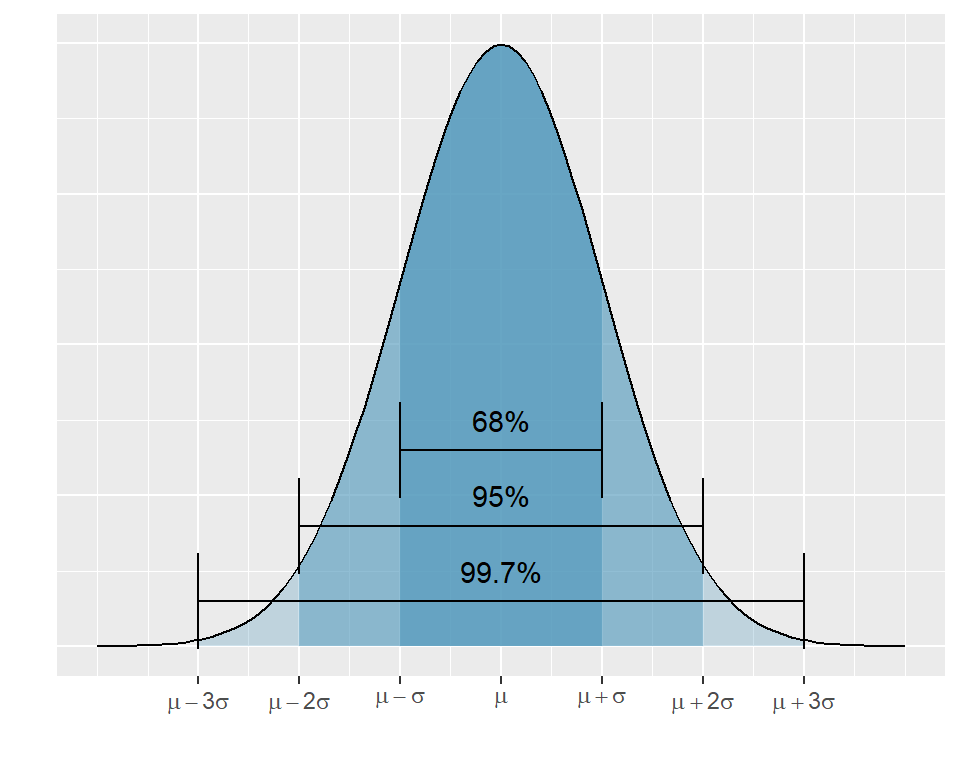 68%
95%
99.7%
μ − 3σ μ − 2σ μ − σ μ μ + σ μ + 2σ μ + 3σ